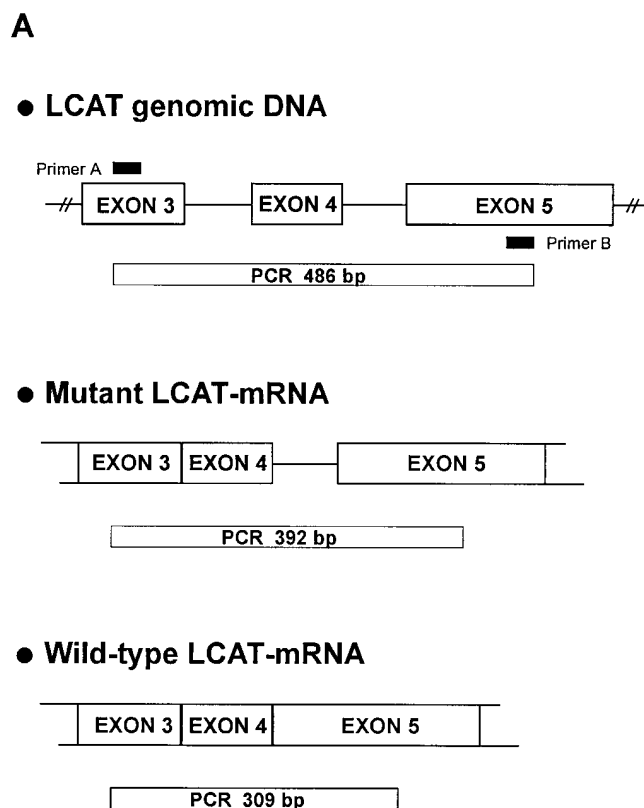 A
● LCAT genomic DNA
Primer A
EXON 3 EXON 4 EXON 5
Primer B
PCR 486 bp
● Mutant LCAT-mRNA
EXON 3 EXON 4 EXON 5
PCR 392 bp
● Wild-type LCAT-mRNA
EXON 3 EXON 4 EXON 5
PCR 309 bp